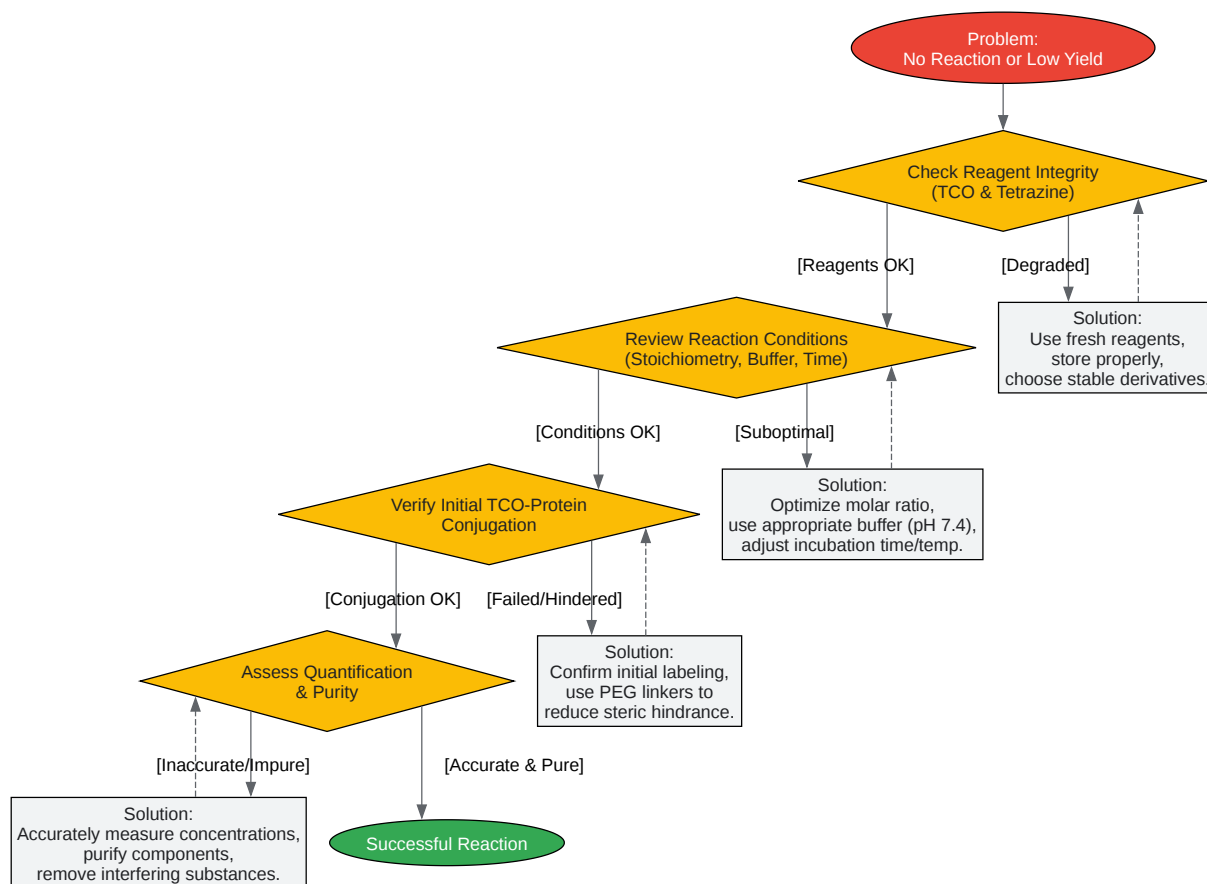 Problem:
No Reaction or Low Yield
Check Reagent Integrity
(TCO & Tetrazine)
[Reagents OK]
[Degraded]
Solution:
Use fresh reagents,
store properly,
choose stable derivatives.
Review Reaction Conditions
(Stoichiometry, Buffer, Time)
[Conditions OK]
[Suboptimal]
Solution:
Optimize molar ratio,
use appropriate buffer (pH 7.4),
adjust incubation time/temp.
Verify Initial TCO-Protein
Conjugation
[Conjugation OK]
[Failed/Hindered]
Solution:
Confirm initial labeling,
use PEG linkers to
reduce steric hindrance.
Assess Quantification
& Purity
[Inaccurate/Impure]
[Accurate & Pure]
Solution:
Accurately measure concentrations,
purify components,
remove interfering substances.
Successful Reaction